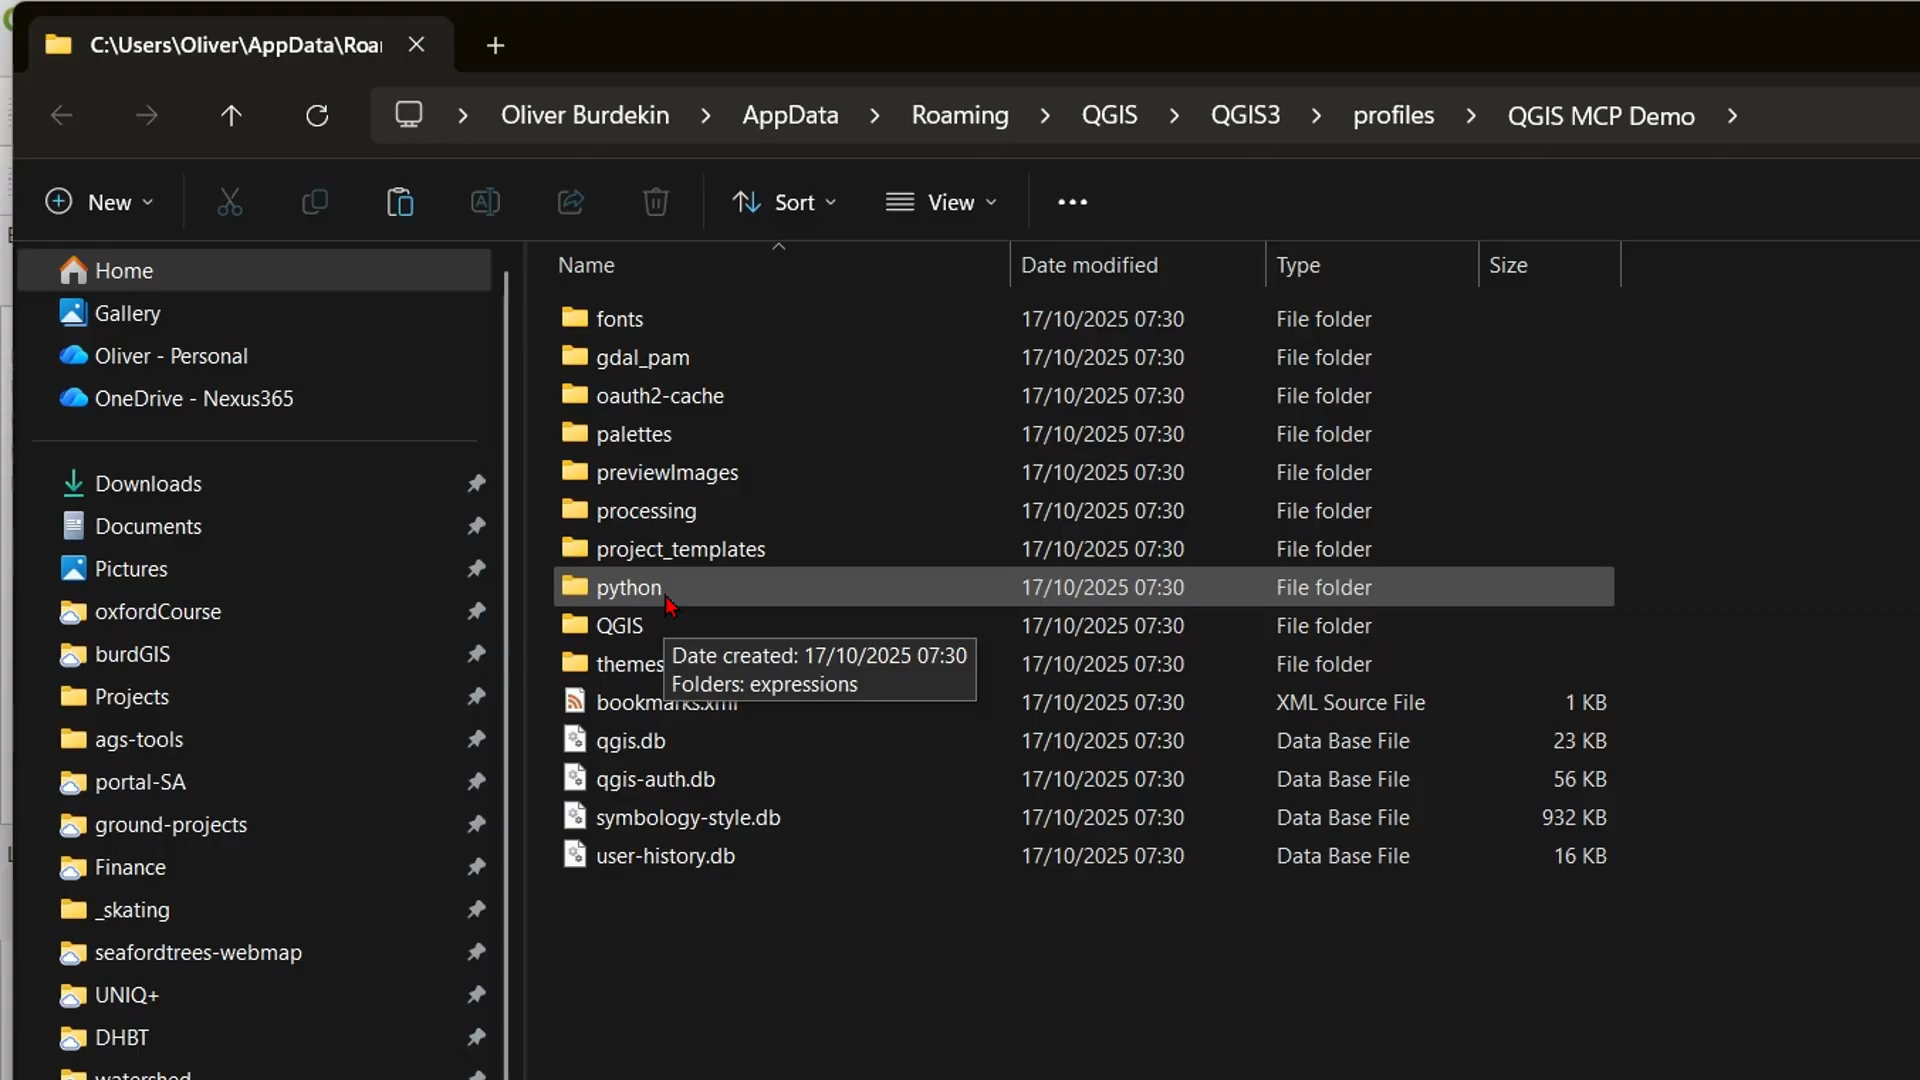 C:\Users\Oliver\AppData\Roa
Oliver Burdekin > AppData > Roaming > QGIS > QGIS3 > profiles > QGIS MCP Demo >
New
Sort
View
Home
Gallery
Oliver - Personal
OneDrive - Nexus365
Downloads
Documents
Pictures
oxfordCourse
burdGIS
Projects
ags-tools
portal-SA
ground-projects
Finance
_skating
seafordtrees-webmap
UNIQ+
DHBT
Name Date modified Type Size
fonts 17/10/2025 07:30 File folder
gdal_pam 17/10/2025 07:30 File folder
oauth2-cache 17/10/2025 07:30 File folder
palettes 17/10/2025 07:30 File folder
previewImages 17/10/2025 07:30 File folder
processing 17/10/2025 07:30 File folder
project_templates 17/10/2025 07:30 File folder
python 17/10/2025 07:30 File folder
QGIS 17/10/2025 07:30 File folder
themes 17/10/2025 07:30 File folder
Date created: 17/10/2025 07:30
Folders: expressions
bookmarks.xml 17/10/2025 07:30 XML Source File 1 KB
qgis.db 17/10/2025 07:30 Data Base File 23 KB
qgis-auth.db 17/10/2025 07:30 Data Base File 56 KB
symbology-style.db 17/10/2025 07:30 Data Base File 932 KB
user-history.db 17/10/2025 07:30 Data Base File 16 KB